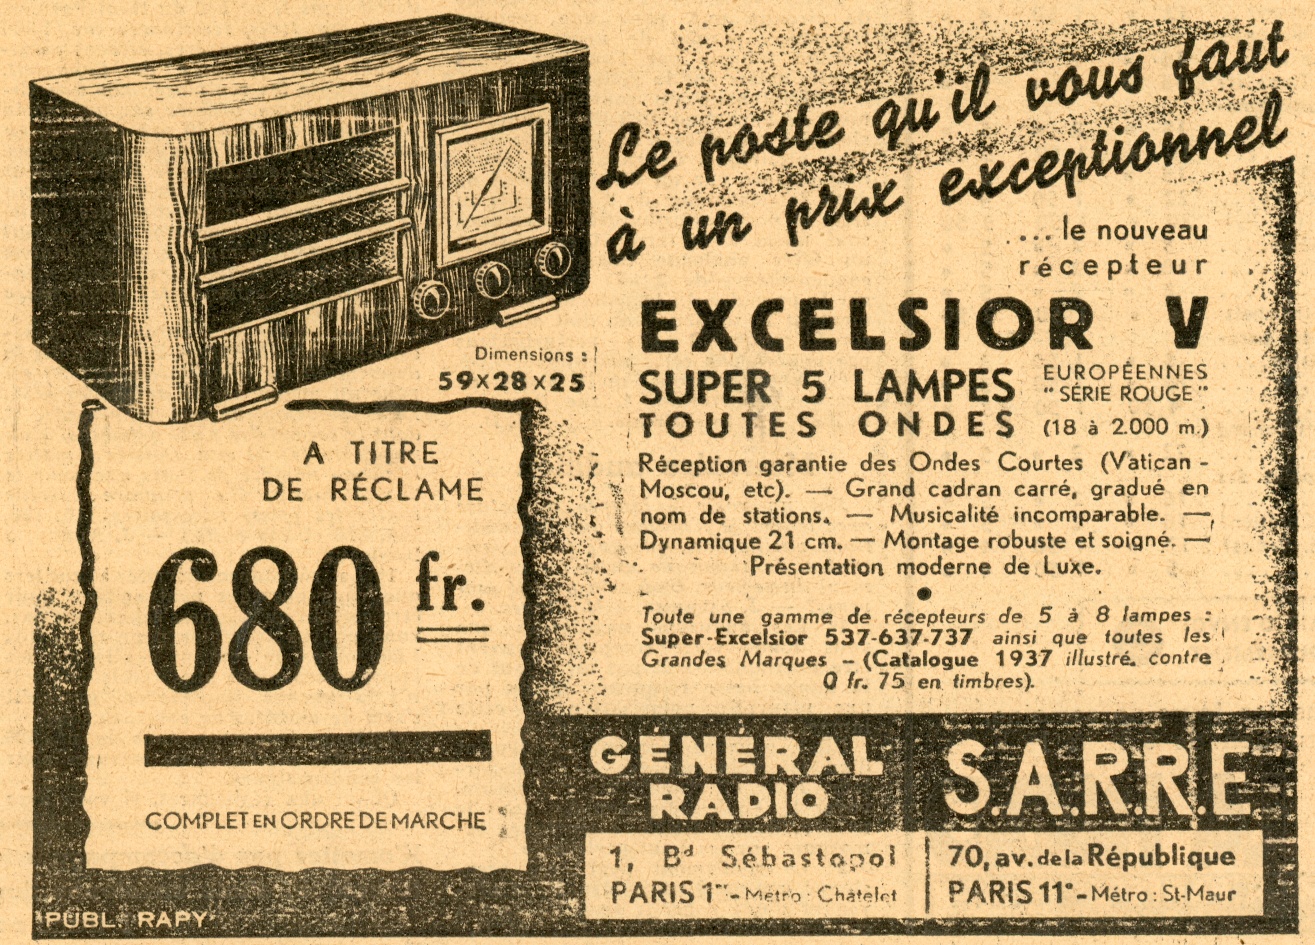 Le poste qu'il vous faut
à un prix exceptionnel
... le nouveau
récepteur
EXCELSIOR V
SUPER 5 LAMPES EUROPÉENNES "SÉRIE ROUGE"
TOUTES ONDES (18 à 2.000 m.)
Réception garantie des Ondes Courtes (Vatican -
Moscou, etc). — Grand cadran carré, gradué en
nom de stations. — Musicalité incomparable. —
Dynamique 21 cm. — Montage robuste et soigné. —
Présentation moderne de Luxe.
Toute une gamme de récepteurs de 5 à 8 lampes :
Super-Excelsior 537-637-737 ainsi que toutes les
Grandes Marques - (Catalogue 1937 illustré. contre
0 fr. 75 en timbres).
Dimensions :
59x28x25
A TITRE
DE RÉCLAME
680 fr.
COMPLET EN ORDRE DE MARCHE
GÉNÉRAL
RADIO
1, Bd Sébastopol
PARIS 1er - Métro : Chatelet
S.A.R.R.E
70, av. de la République
PARIS 11e - Métro : St-Maur
PUBL. RAPY